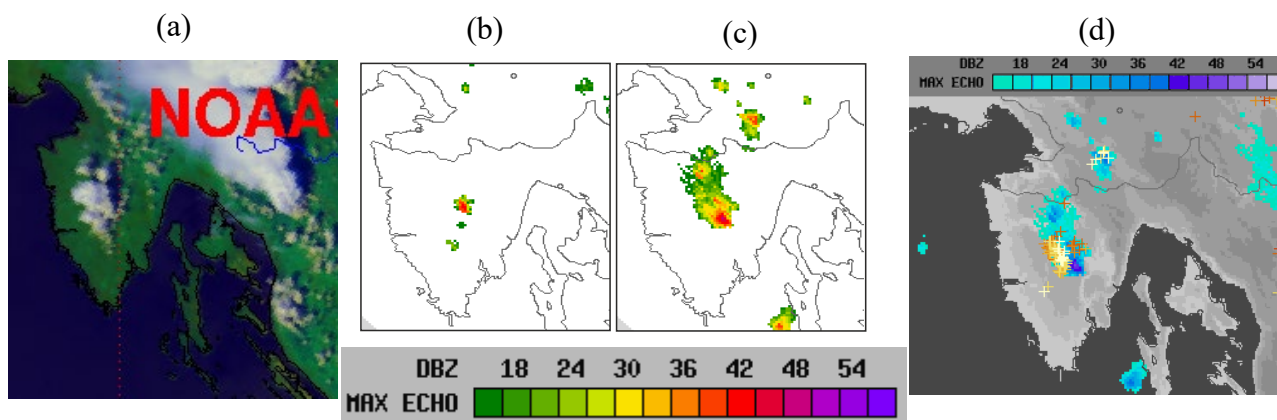 (a)
(b)
(c)
(d)
NOAA
DBZ 18 24 30 36 42 48 54
MAX ECHO
DBZ 18 24 30 36 42 48 54
MAX ECHO